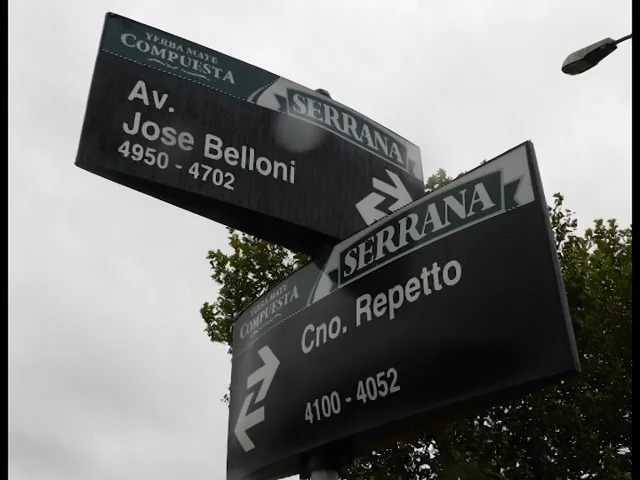 YERBA MATE
COMPUESTA
SERRANA
Av.
Jose Belloni
4950 - 4702
YERBA MATE
COMPUESTA
SERRANA
Cno. Repetto
4100 - 4052